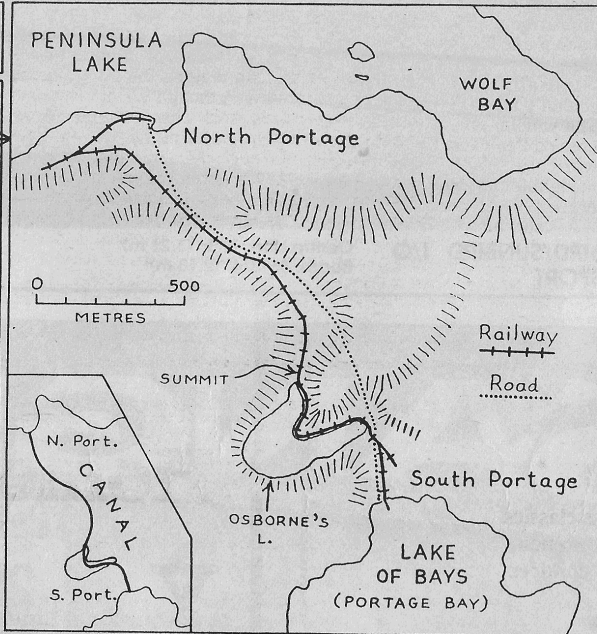 PENINSULA
LAKE
WOLF
BAY
North Portage
0 500
METRES
Railway
SUMMIT
Road
N. PORT.
CANAL
South Portage
OSBORNE'S
L.
S. PORT.
LAKE
OF BAYS
(PORTAGE BAY)